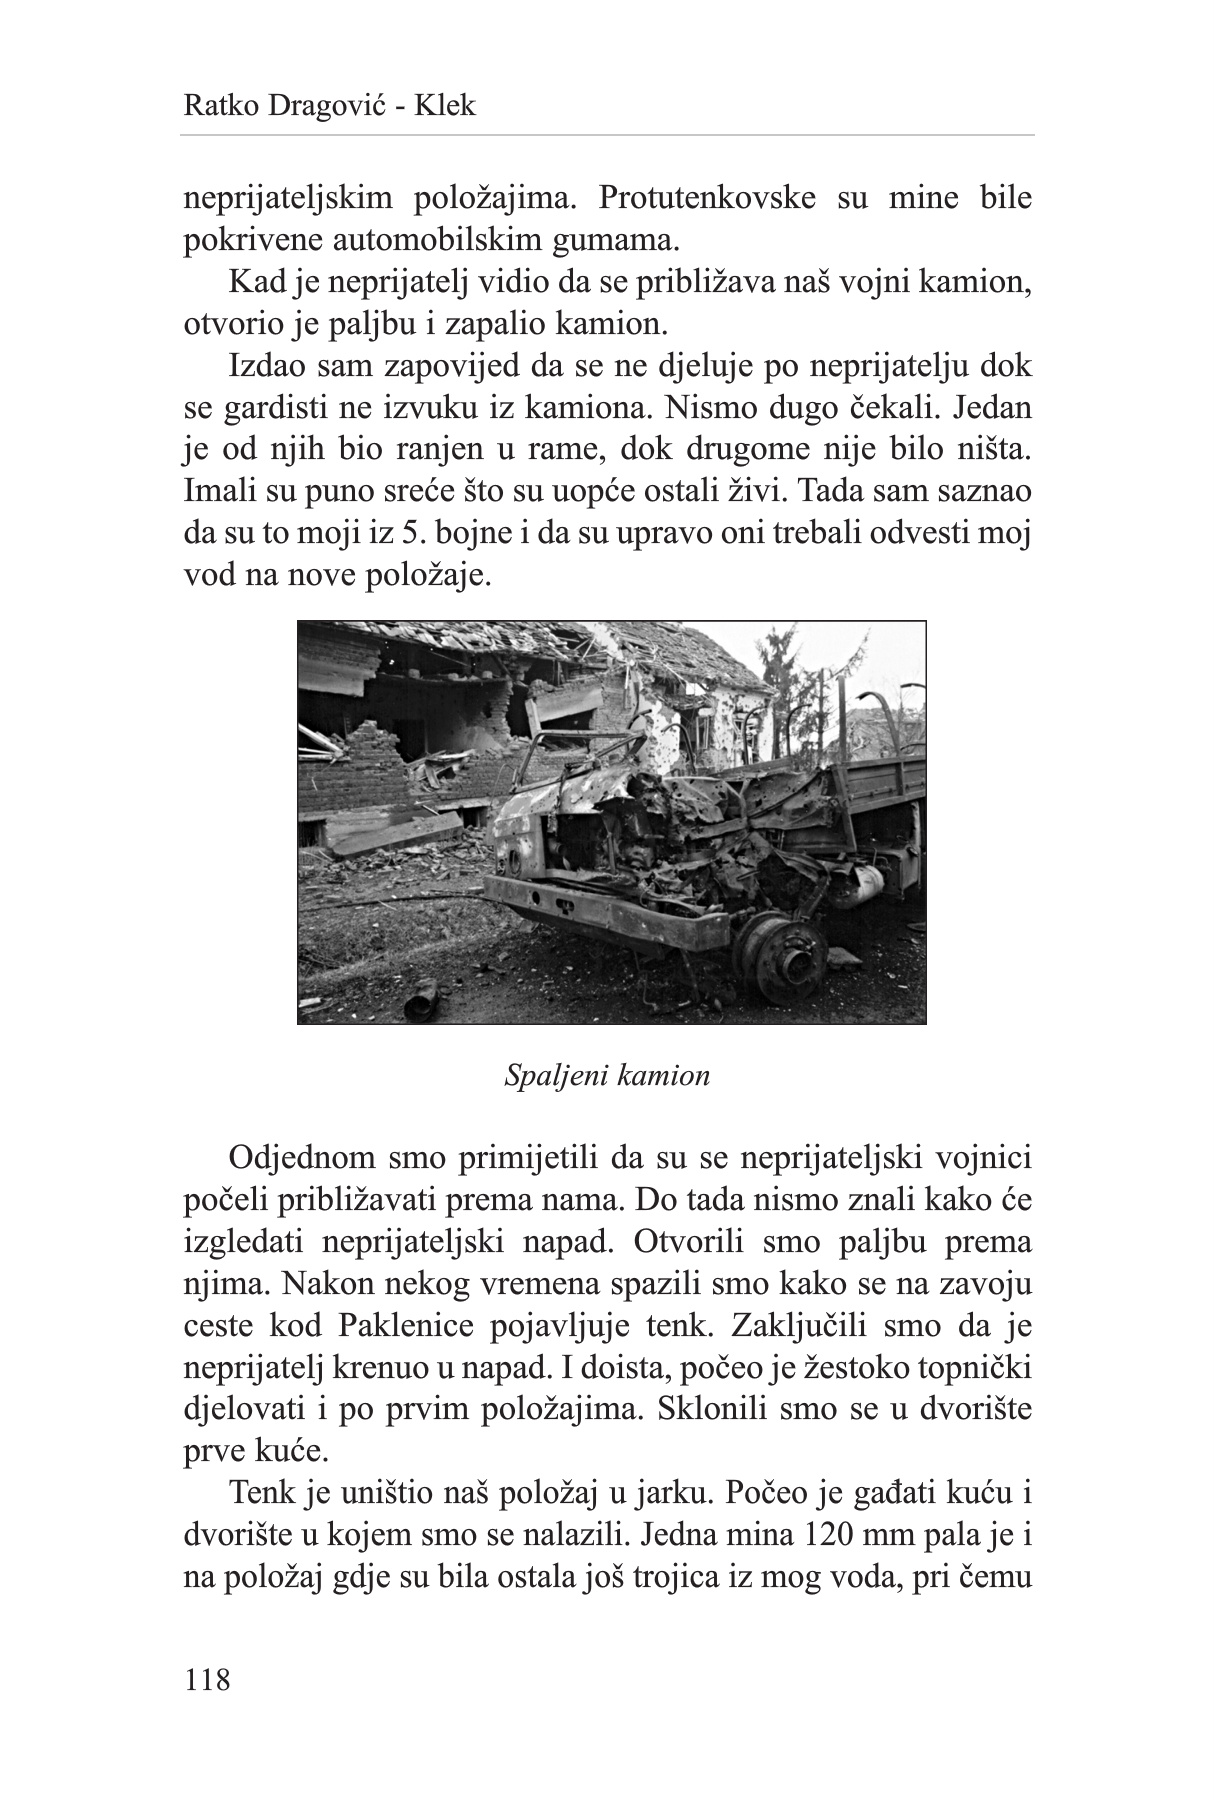 Ratko Dragović - Klek
neprijateljskim položajima. Protutenkovske su mine bile
pokrivene automobilskim gumama.
Kad je neprijatelj vidio da se približava naš vojni kamion,
otvorio je paljbu i zapalio kamion.
Izdao sam zapovijed da se ne djeluje po neprijatelju dok
se gardisti ne izvuku iz kamiona. Nismo dugo čekali. Jedan
je od njih bio ranjen u rame, dok drugome nije bilo ništa.
Imali su puno sreće što su uopće ostali živi. Tada sam saznao
da su to moji iz 5. bojne i da su upravo oni trebali odvesti moj
vod na nove položaje.
Spaljeni kamion
Odjednom smo primijetili da su se neprijateljski vojnici
počeli približavati prema nama. Do tada nismo znali kako će
izgledati neprijateljski napad. Otvorili smo paljbu prema
njima. Nakon nekog vremena spazili smo kako se na zavoju
ceste kod Paklenice pojavljuje tenk. Zaključili smo da je
neprijatelj krenuo u napad. I doista, počeo je žestoko topnički
djelovati i po prvim položajima. Sklonili smo se u dvorište
prve kuće.
Tenk je uništio naš položaj u jarku. Počeo je gađati kuću i
dvorište u kojem smo se nalazili. Jedna mina 120 mm pala je i
na položaj gdje su bila ostala još trojica iz mog voda, pri čemu
118